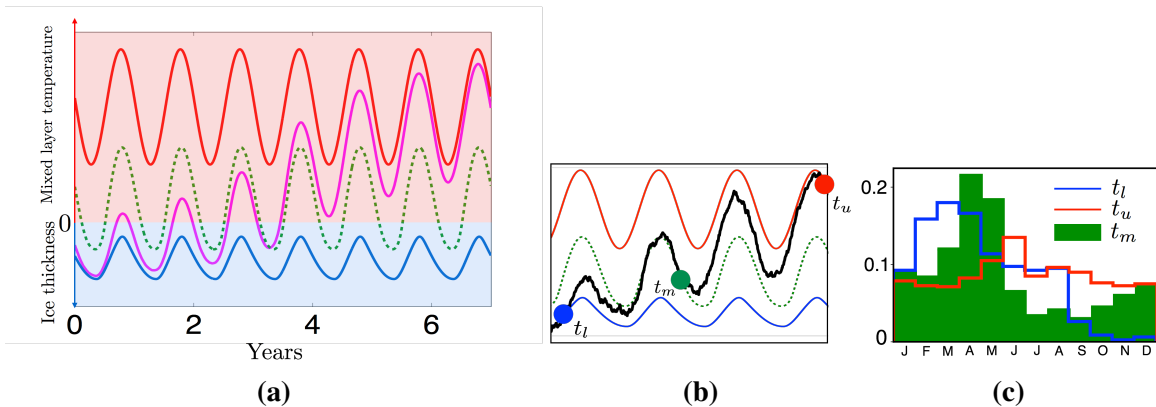 Mixed layer temperature
0
Ice thickness
0 2 4 6
Years
(a)
t_l
t_m
t_u
(b)
0.2
0.1
0
t_l
t_u
t_m
J F M A M J J A S O N D
(c)